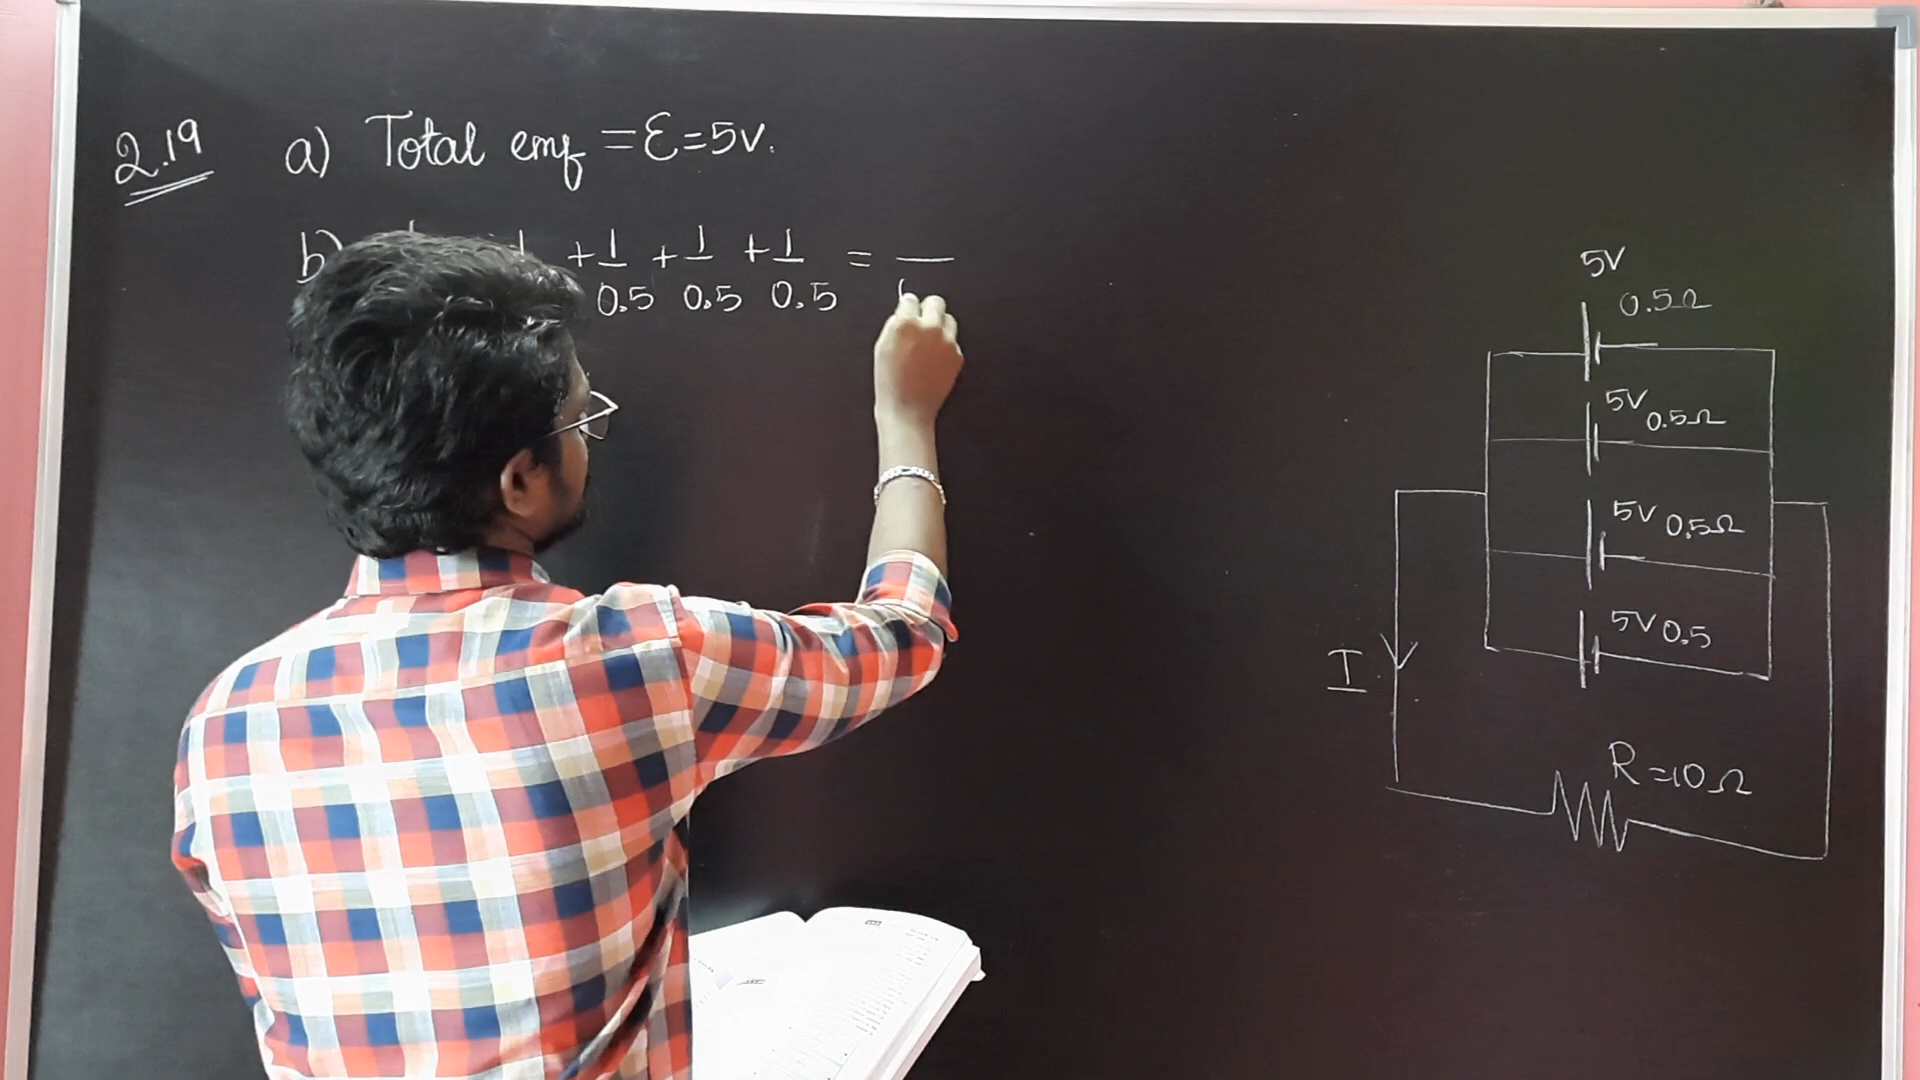 2.19 a) Total emf = ε = 5V.
b) 1 + 1 + 1 + 1 =
0.5 0.5 0.5
5V
0.5Ω
5V 0.5Ω
5V 0.5Ω
5V 0.5
I
R = 10Ω